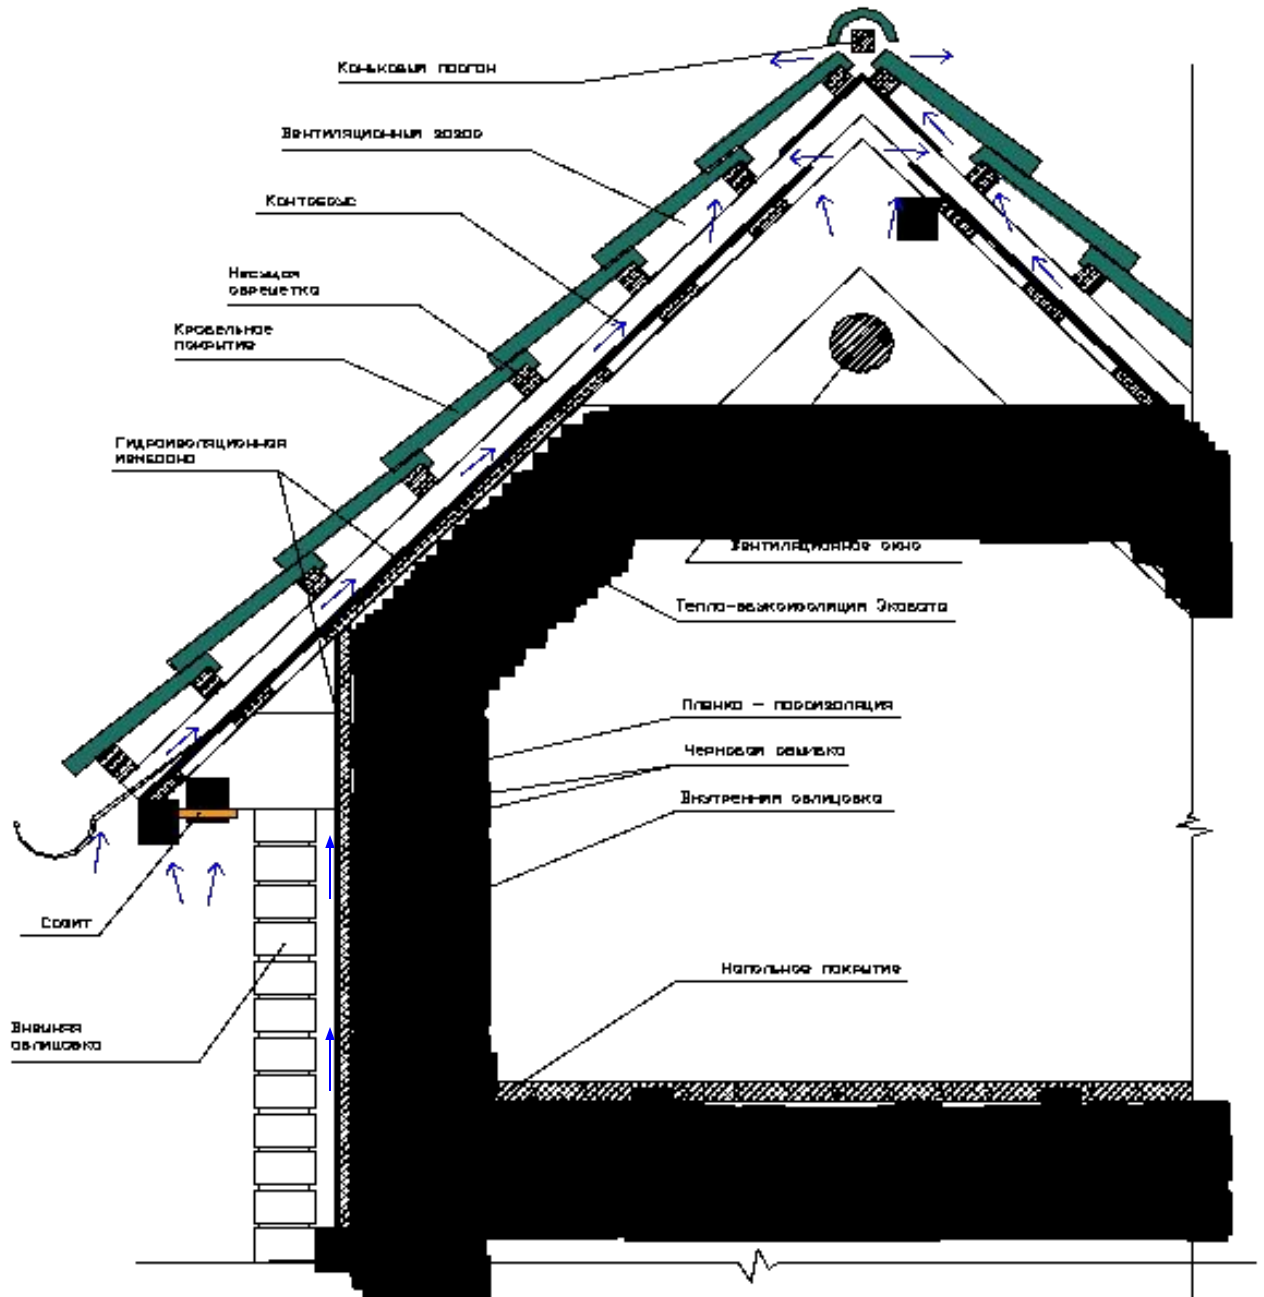 Коньковый прогон
Вентиляционный зазор
Контробрус
Несущая
обрешетка
Кровельное
покрытие
Гидроизоляционная
мембрана
Вентиляционное окно
Тепло-звукоизоляция Эковата
Пленка - пароизоляция
Черновая обшивка
Внутренняя облицовка
Софит
Напольное покрытие
Внешняя
облицовка